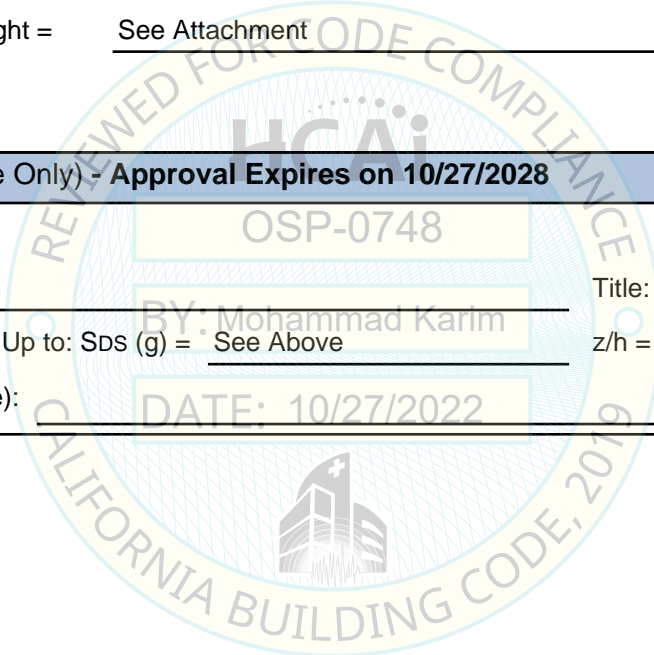 ght = See Attachment
REVIEWED FOR CODE COMPLIANCE
HCAi
e Only) - Approval Expires on 10/27/2028
OSP-0748
Title:
BY: Mohammad Karim
Up to: SDS (g) = See Above z/h =
e):
DATE: 10/27/2022
CALIFORNIA BUILDING CODE, 2019